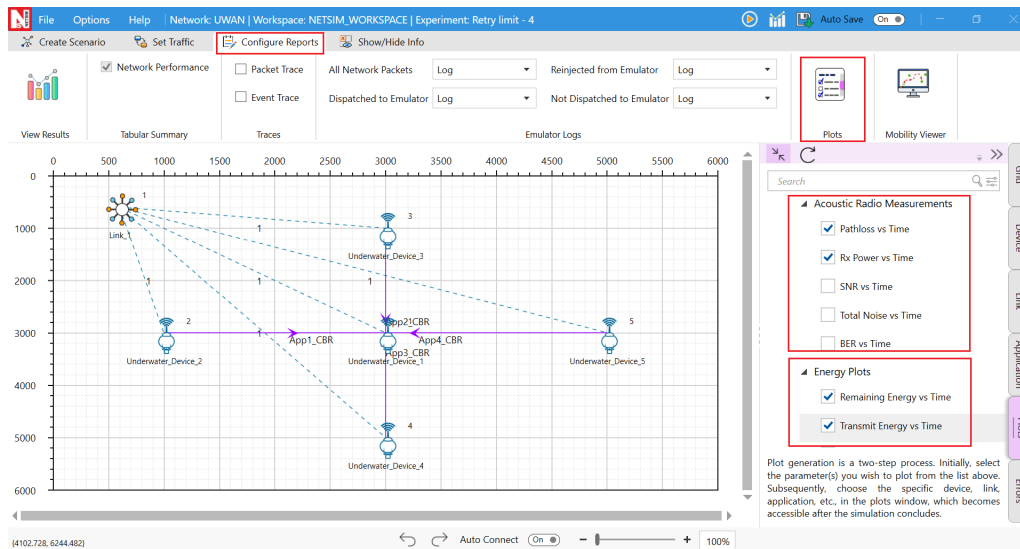 File Options Help Network: UWAN | Workspace: NETSIM_WORKSPACE | Experiment: Retry limit - 4 Auto Save On
Create Scenario Set Traffic Configure Reports Show/Hide Info
Network Performance Packet Trace All Network Packets Log Reinjected from Emulator Log
Event Trace Dispatched to Emulator Log Not Dispatched to Emulator Log
View Results Tabular Summary Traces Emulator Logs Plots Mobility Viewer
0 500 1000 1500 2000 2500 3000 3500 4000 4500 5000 5500 6000
0
1000
2000
3000
4000
5000
6000
1
Link_1
3
Underwater_Device_3
1
1
1
1
1
2
Underwater_Device_2
App1_CBR
App21CBR
App4_CBR
App3_CBR
Underwater_Device_1
5
Underwater_Device_5
4
Underwater_Device_4
Search
Acoustic Radio Measurements
Pathloss vs Time
Rx Power vs Time
SNR vs Time
Total Noise vs Time
BER vs Time
Energy Plots
Remaining Energy vs Time
Transmit Energy vs Time
Plot generation is a two-step process. Initially, select
the parameter(s) you wish to plot from the list above.
Subsequently, choose the specific device, link,
application, etc., in the plots window, which becomes
accessible after the simulation concludes.
Grid
Device
Link
Application
Errors
(4102.728, 6244.482) Auto Connect On 100%